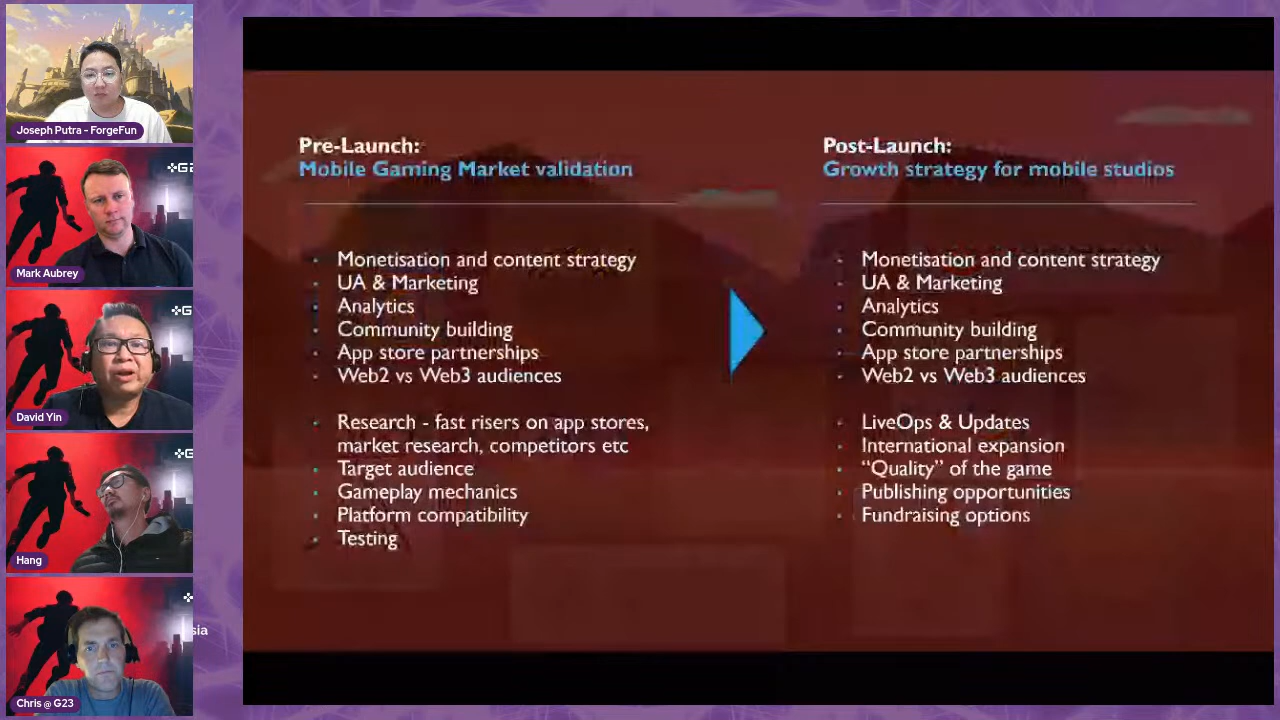 Joseph Putra - ForgeFun
Mark Aubrey
David Yin
Hang
Chris @ G23
sia
Pre-Launch:
Mobile Gaming Market validation
· Monetisation and content strategy
· UA & Marketing
· Analytics
· Community building
· App store partnerships
· Web2 vs Web3 audiences
· Research - fast risers on app stores,
market research, competitors etc
· Target audience
· Gameplay mechanics
· Platform compatibility
· Testing
Post-Launch:
Growth strategy for mobile studios
· Monetisation and content strategy
· UA & Marketing
· Analytics
· Community building
· App store partnerships
· Web2 vs Web3 audiences
· LiveOps & Updates
· International expansion
· “Quality” of the game
· Publishing opportunities
· Fundraising options